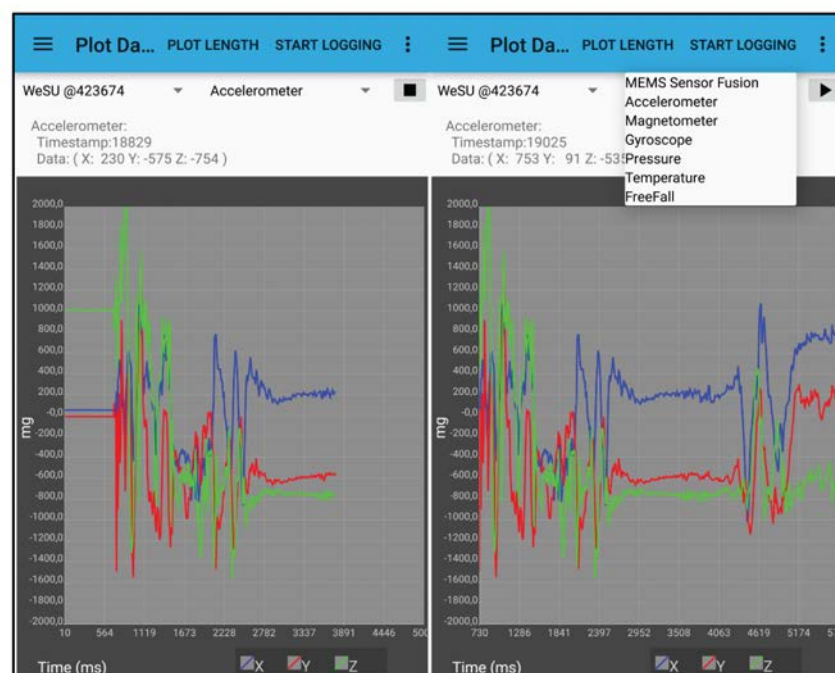 Plot Da... PLOT LENGTH START LOGGING
WeSU @423674 Accelerometer
Accelerometer:
Timestamp:18829
Data: ( X: 230 Y: -575 Z: -754 )
2000,0
1800,0
1600,0
1400,0
1200,0
1000,0
800,0
600,0
400,0
200,0
-0,0
-200,0
-400,0
-600,0
-800,0
-1000,0
-1200,0
-1400,0
-1600,0
-1800,0
-2000,0
mg
10 564 1119 1673 2228 2782 3337 3891 4446 500
Time (ms) X Y Z
Plot Da... PLOT LENGTH START LOGGING
WeSU @423674
MEMS Sensor Fusion
Accelerometer
Magnetometer
Gyroscope
Pressure
Temperature
FreeFall
Accelerometer:
Timestamp:19025
Data: ( X: 753 Y: 91 Z: -535
2000,0
1800,0
1600,0
1400,0
1200,0
1000,0
800,0
600,0
400,0
200,0
-0,0
-200,0
-400,0
-600,0
-800,0
-1000,0
-1200,0
-1400,0
-1600,0
-1800,0
-2000,0
mg
730 1286 1841 2397 2952 3508 4063 4619 5174
Time (ms) X Y Z